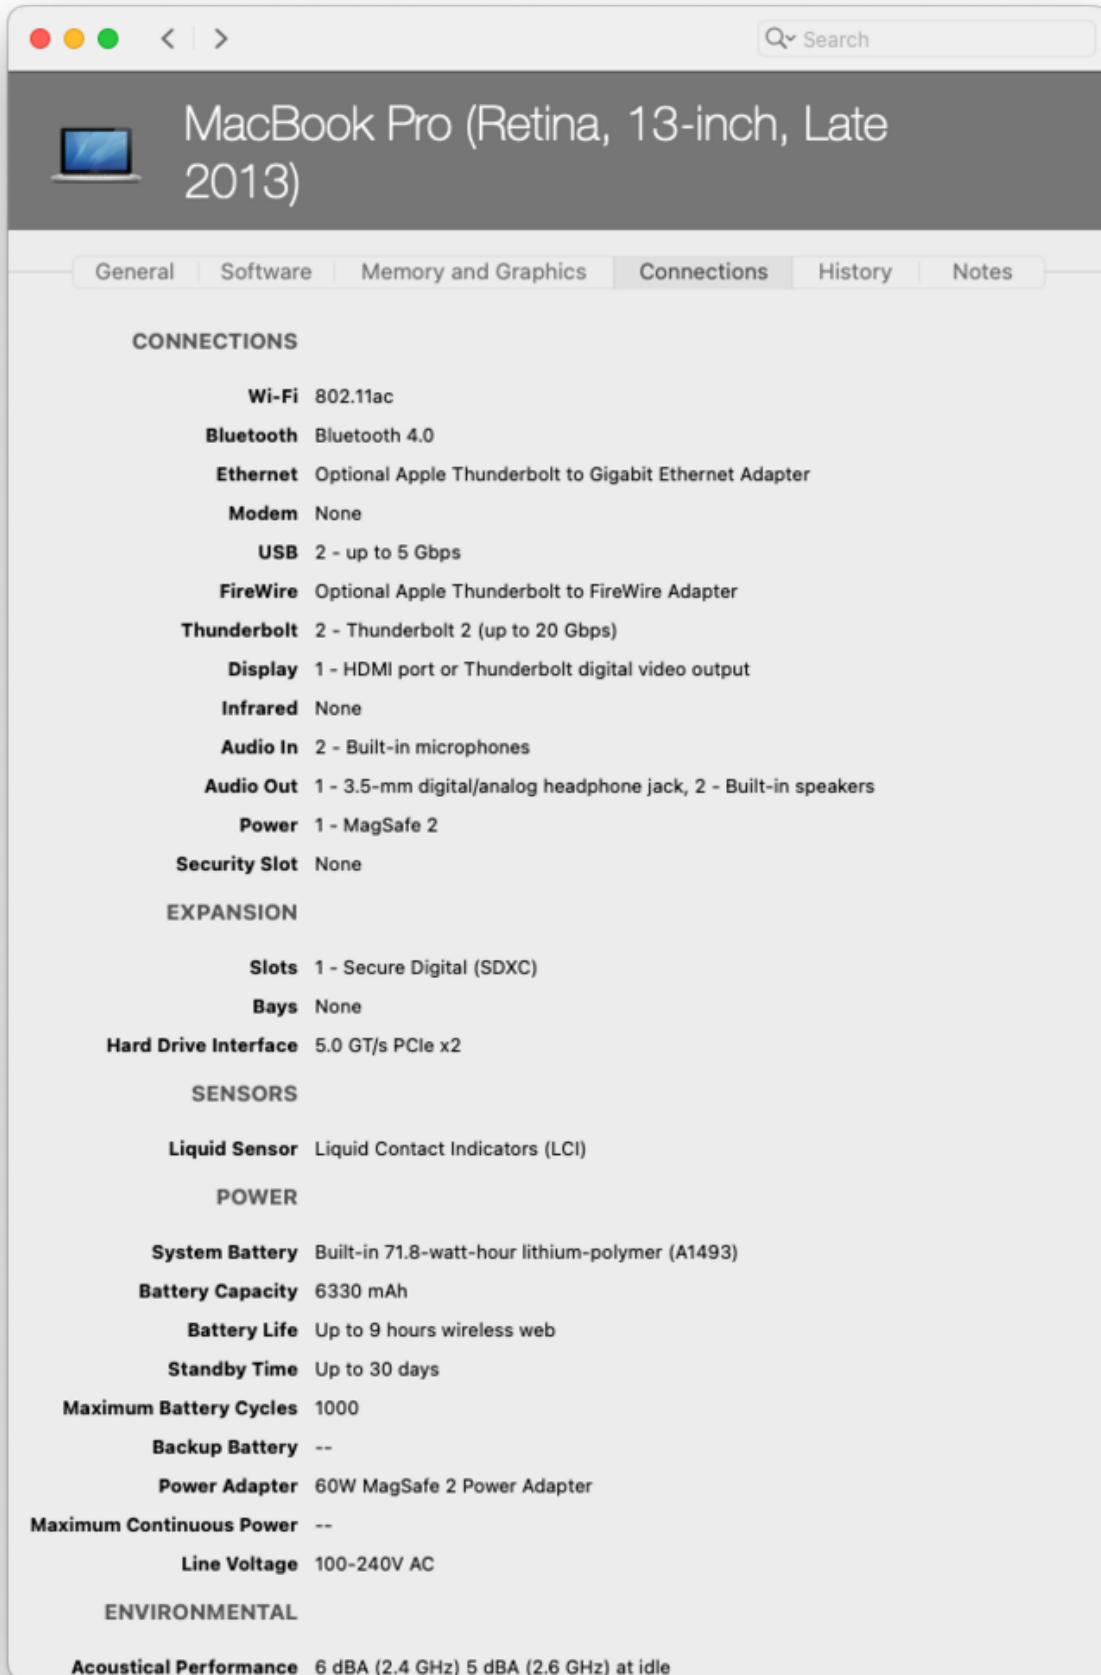 Search
MacBook Pro (Retina, 13-inch, Late
2013)
General Software Memory and Graphics Connections History Notes
CONNECTIONS
Wi-Fi 802.11ac
Bluetooth Bluetooth 4.0
Ethernet Optional Apple Thunderbolt to Gigabit Ethernet Adapter
Modem None
USB 2 - up to 5 Gbps
FireWire Optional Apple Thunderbolt to FireWire Adapter
Thunderbolt 2 - Thunderbolt 2 (up to 20 Gbps)
Display 1 - HDMI port or Thunderbolt digital video output
Infrared None
Audio In 2 - Built-in microphones
Audio Out 1 - 3.5-mm digital/analog headphone jack, 2 - Built-in speakers
Power 1 - MagSafe 2
Security Slot None
EXPANSION
Slots 1 - Secure Digital (SDXC)
Bays None
Hard Drive Interface 5.0 GT/s PCIe x2
SENSORS
Liquid Sensor Liquid Contact Indicators (LCI)
POWER
System Battery Built-in 71.8-watt-hour lithium-polymer (A1493)
Battery Capacity 6330 mAh
Battery Life Up to 9 hours wireless web
Standby Time Up to 30 days
Maximum Battery Cycles 1000
Backup Battery --
Power Adapter 60W MagSafe 2 Power Adapter
Maximum Continuous Power --
Line Voltage 100-240V AC
ENVIRONMENTAL
Acoustical Performance 6 dBA (2.4 GHz) 5 dBA (2.6 GHz) at idle